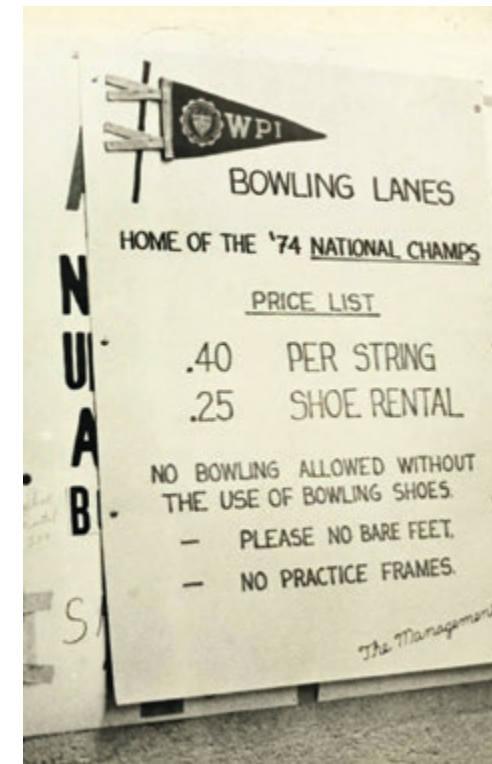 WPI
BOWLING LANES
HOME OF THE '74 NATIONAL CHAMPS
PRICE LIST
.40 PER STRING
.25 SHOE RENTAL
NO BOWLING ALLOWED WITHOUT
THE USE OF BOWLING SHOES.
— PLEASE NO BARE FEET.
— NO PRACTICE FRAMES.
The Management